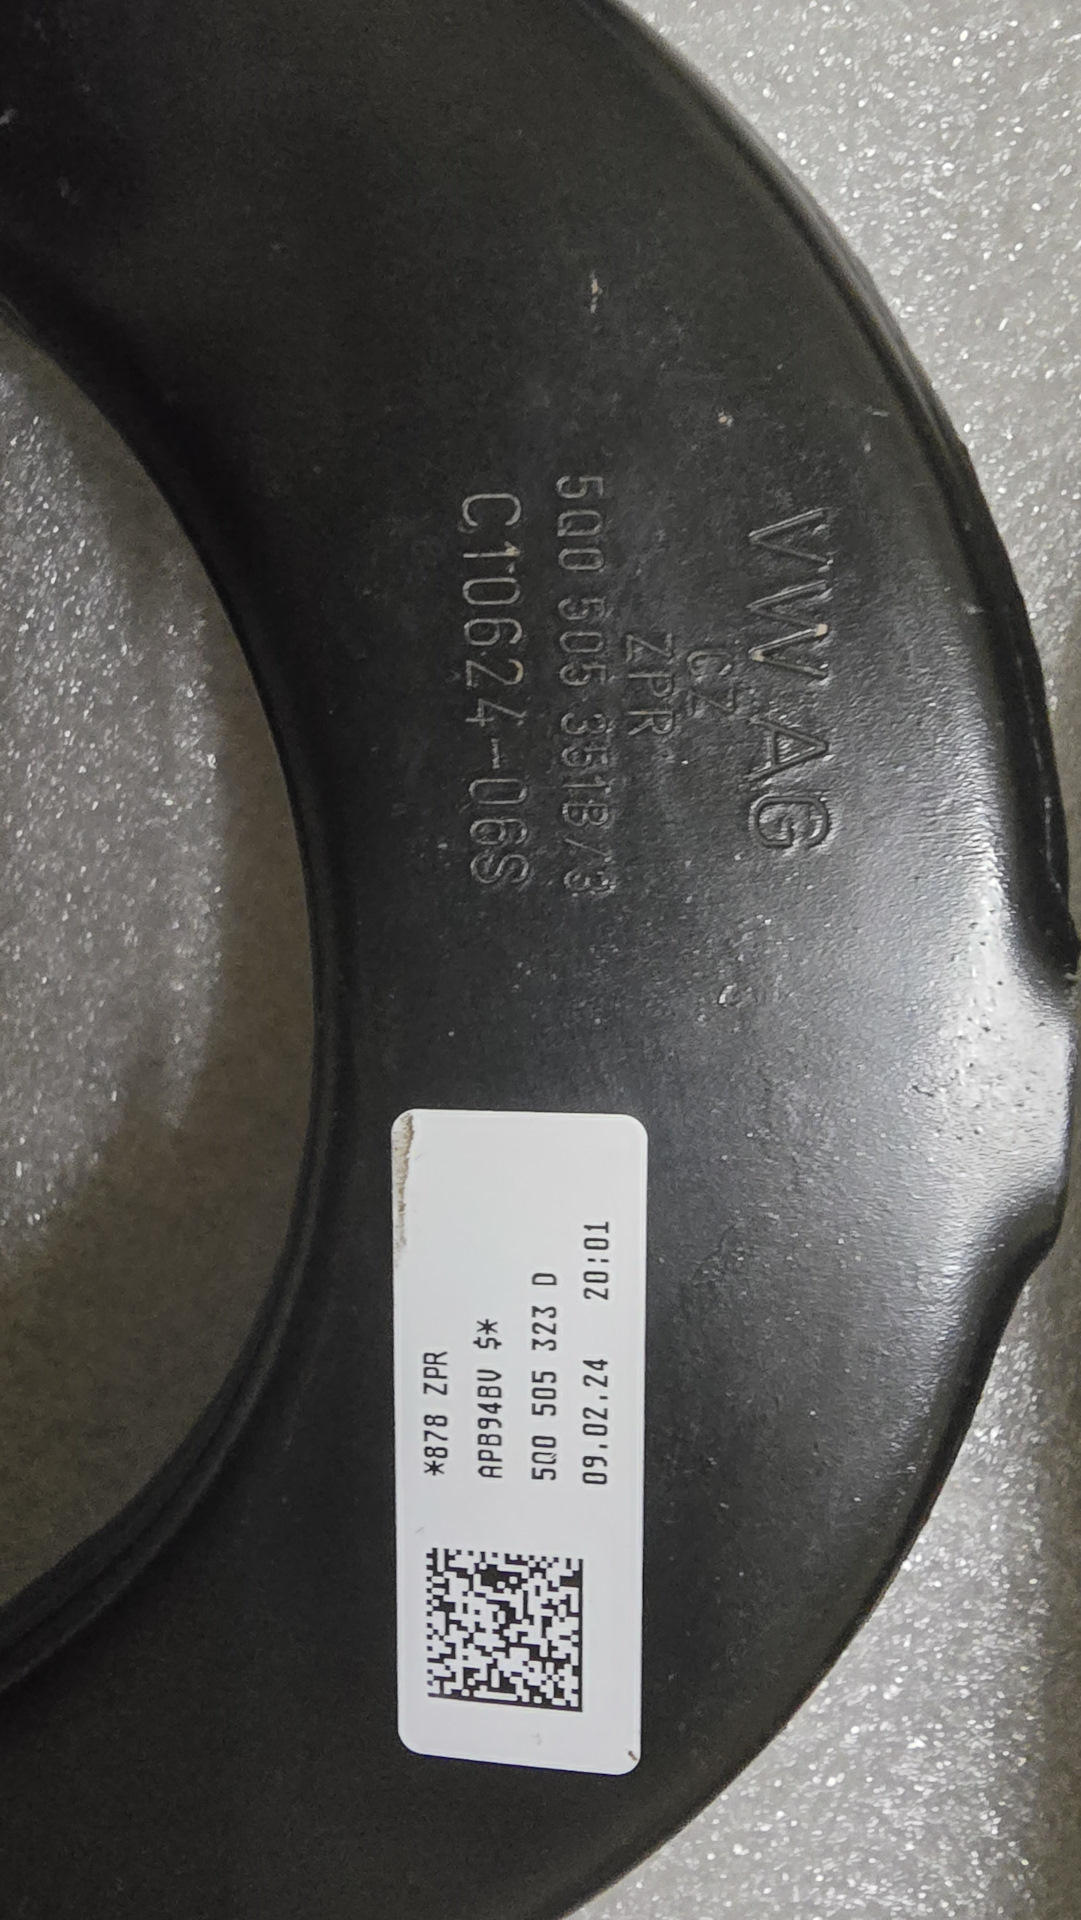 VW AG
CZ
ZPR
5Q0 505 351B/3
C10624-06S
*878 ZPR
APB94BV $*
5Q0 505 323 D
09.02.24 20:01